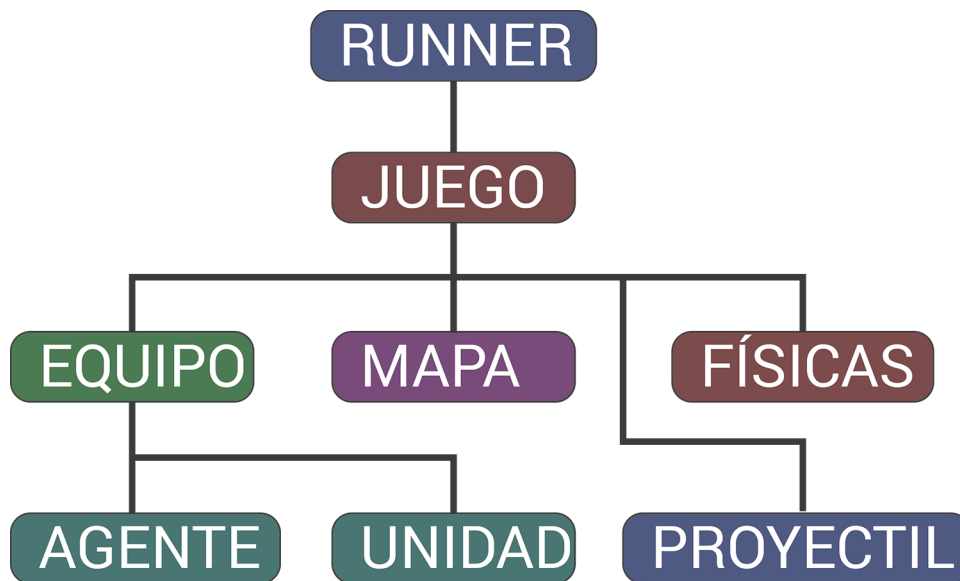 RUNNER
JUEGO
EQUIPO
MAPA
FÍSICAS
AGENTE
UNIDAD
PROYECTIL